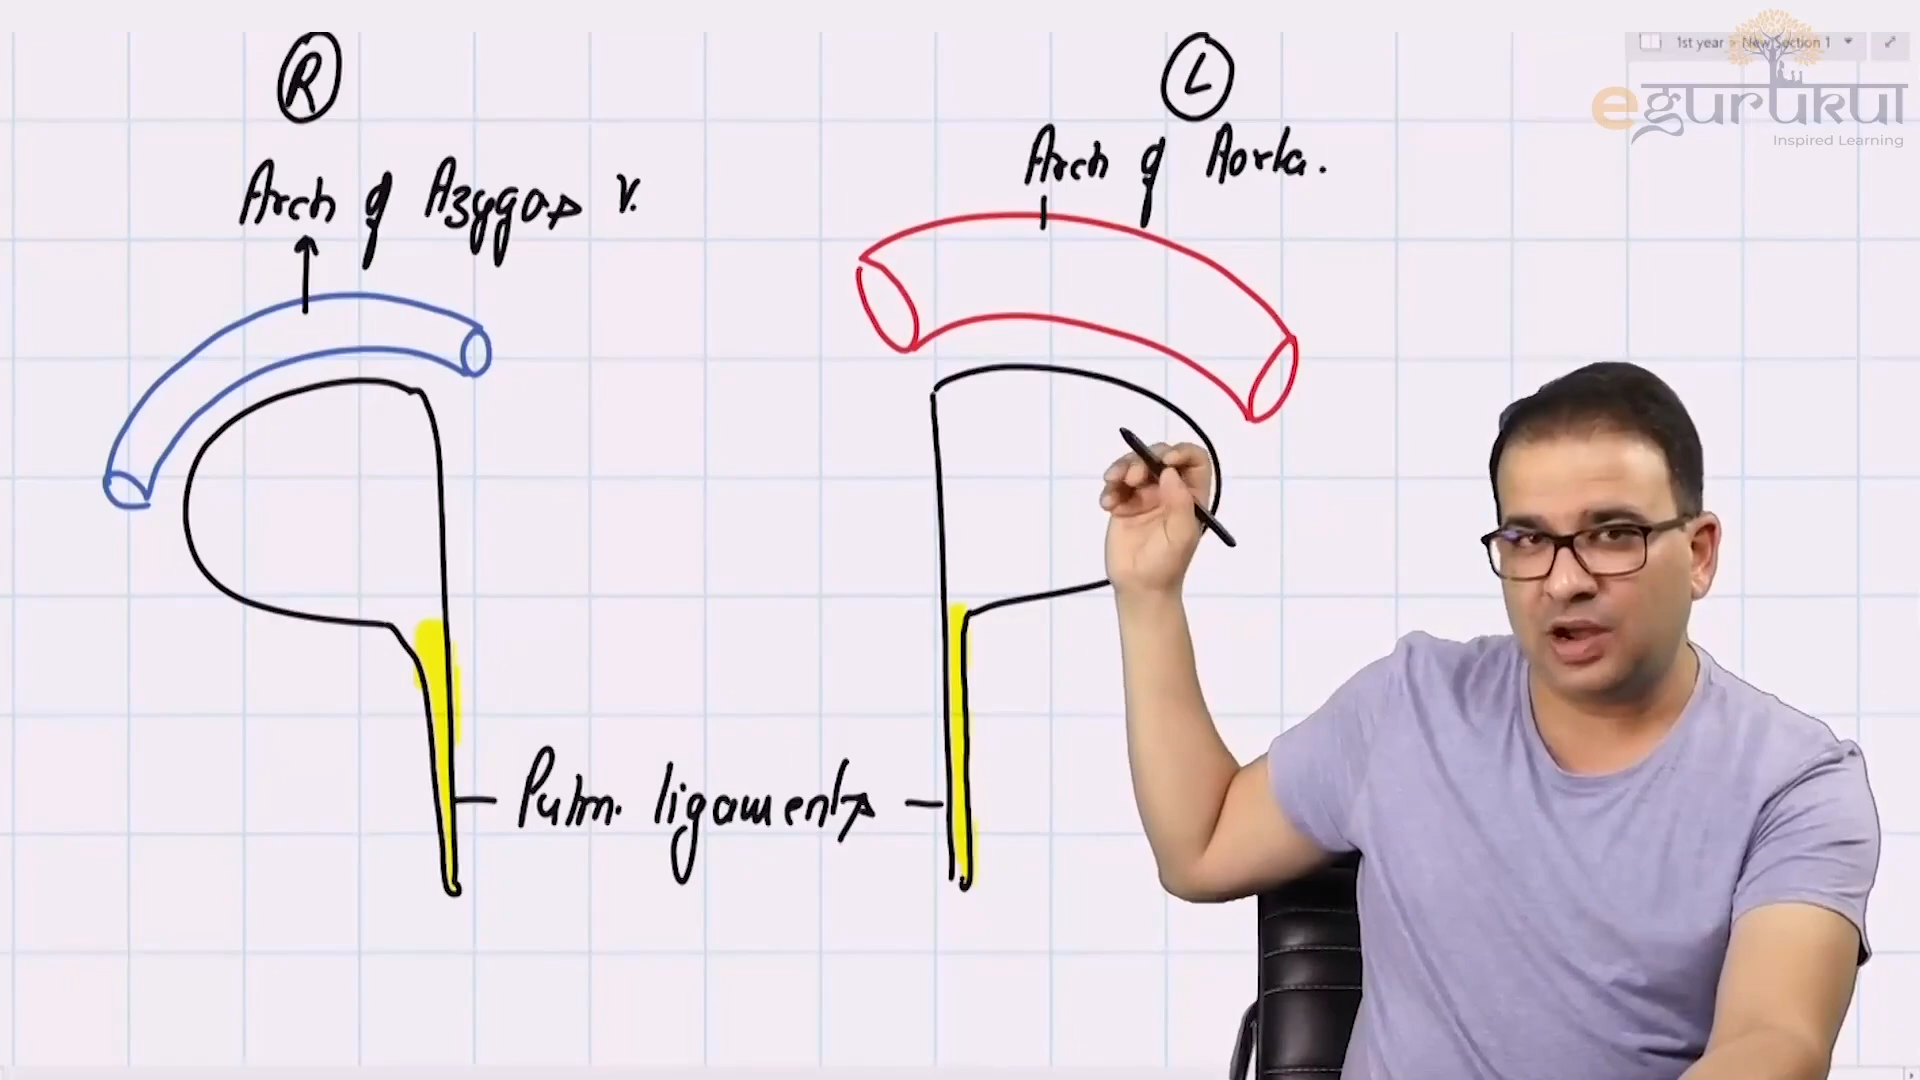 R
L
1st year > New Section 1
egurukul
Inspired Learning
Arch of Aorta.
Arch of Azygos v.
Pulm. ligaments